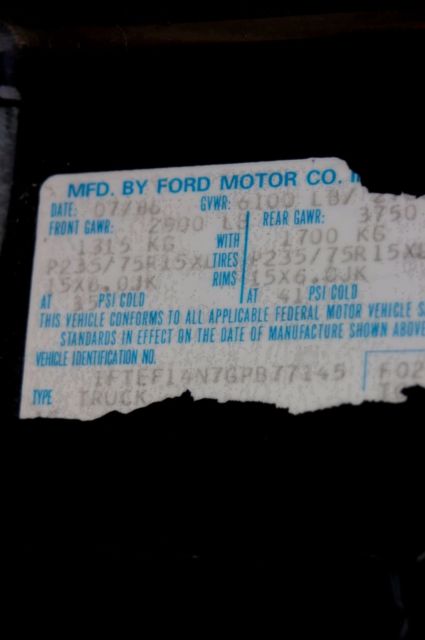 MFD. BY FORD MOTOR CO.
DATE: 07/86 GVWR: 6100 LB/
FRONT GAWR: 2900 LB REAR GAWR: 3750
1315 KG WITH 1700 KG
P235/75R15XL TIRES P235/75R15XL
15X6.0JK RIMS 15X6.0JK
AT 35 PSI COLD AT 41 PSI COLD
THIS VEHICLE CONFORMS TO ALL APPLICABLE FEDERAL MOTOR VEHICLE S
STANDARDS IN EFFECT ON THE DATE OF MANUFACTURE SHOWN ABOVE
VEHICLE IDENTIFICATION NO.
1FTEF14N7GPB77145 F02
TYPE TRUCK